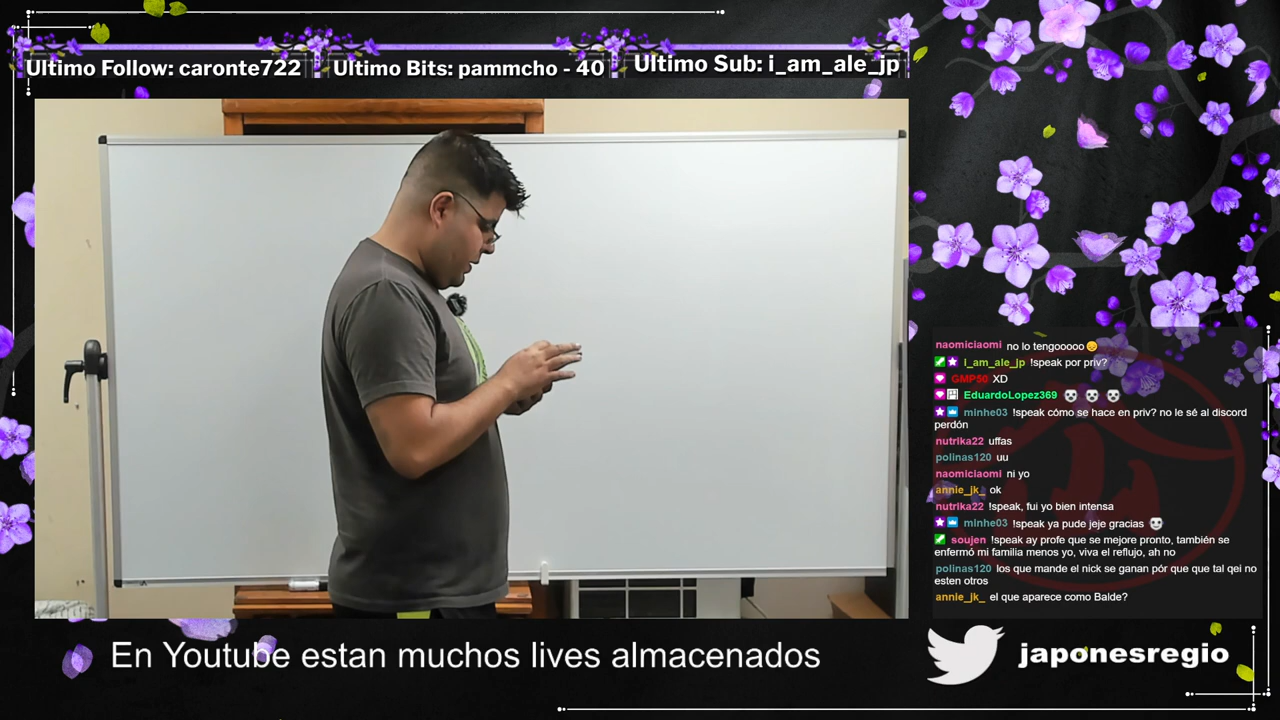 Ultimo Follow: caronte722
Ultimo Bits: pammcho - 40
Ultimo Sub: i_am_ale_jp
naomiciaomi no lo tengooooo
i_am_ale_jp !speak por priv?
GMP50 XD
EduardoLopez369
minhe03 !speak cómo se hace en priv? no le sé al discord
perdón
nutrika22 uffas
polinas120 uu
naomiciaomi ni yo
annie_jk_ ok
nutrika22 !speak, fui yo bien intensa
minhe03 !speak ya pude jeje gracias
soujen !speak ay profe que se mejore pronto, también se
enfermó mi familia menos yo, viva el reflujo, ah no
polinas120 los que mande el nick se ganan pór que que tal qei no
esten otros
annie_jk_ el que aparece como Balde?
En Youtube estan muchos lives almacenados
japonesregio